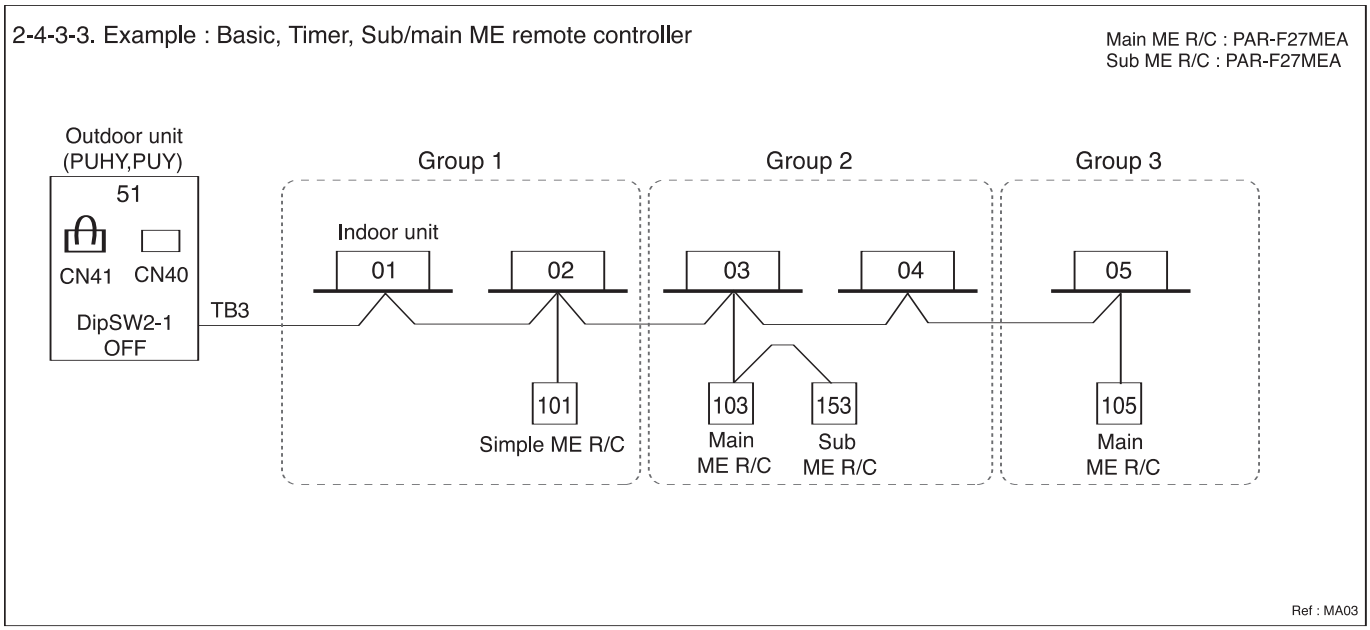 2-4-3-3. Example : Basic, Timer, Sub/main ME remote controller
Main ME R/C : PAR-F27MEA
Sub ME R/C : PAR-F27MEA
Outdoor unit
(PUHY,PUY)
51
CN41
CN40
DipSW2-1
OFF
TB3
Group 1
Indoor unit
01
02
101
Simple ME R/C
Group 2
03
04
103
Main
ME R/C
153
Sub
ME R/C
Group 3
05
105
Main
ME R/C
Ref : MA03